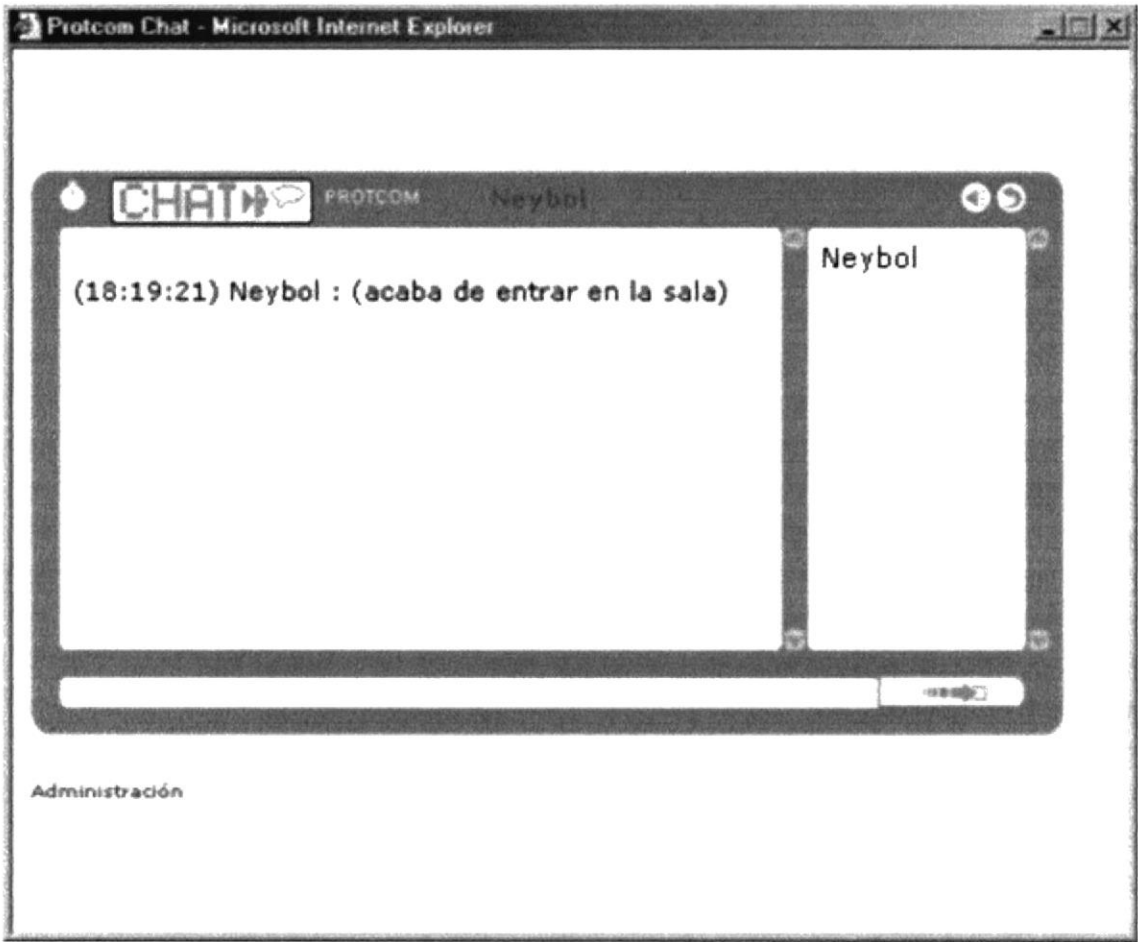 Protcom Chat - Microsoft Internet Explorer
CHAT PROTCOM Neybol
Neybol
(18:19:21) Neybol : (acaba de entrar en la sala)
Administración